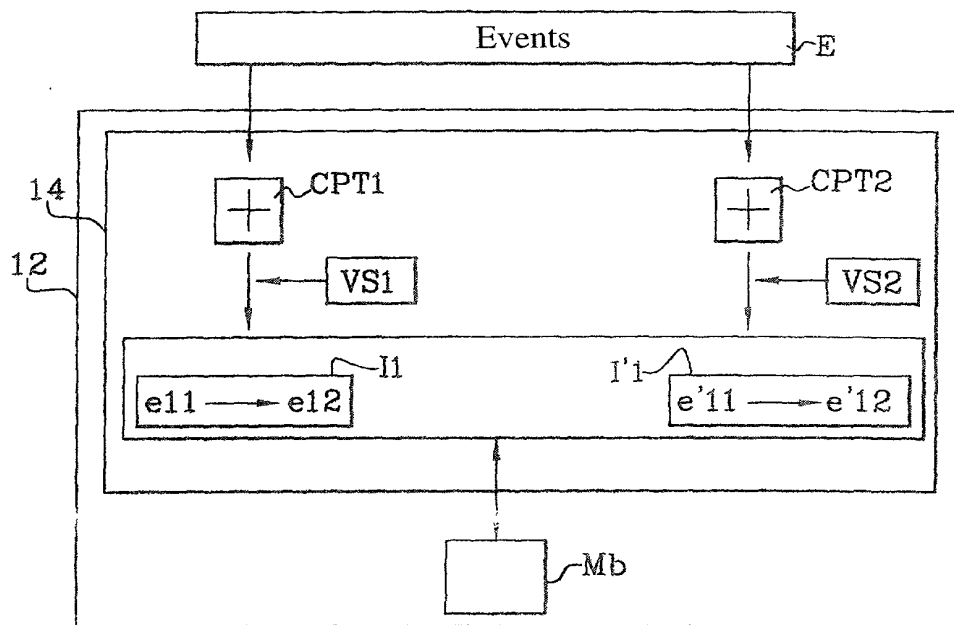 Events
E
CPT1
CPT2
14
12
VS1
VS2
I1
I'1
e11 → e12
e'11 → e'12
Mb